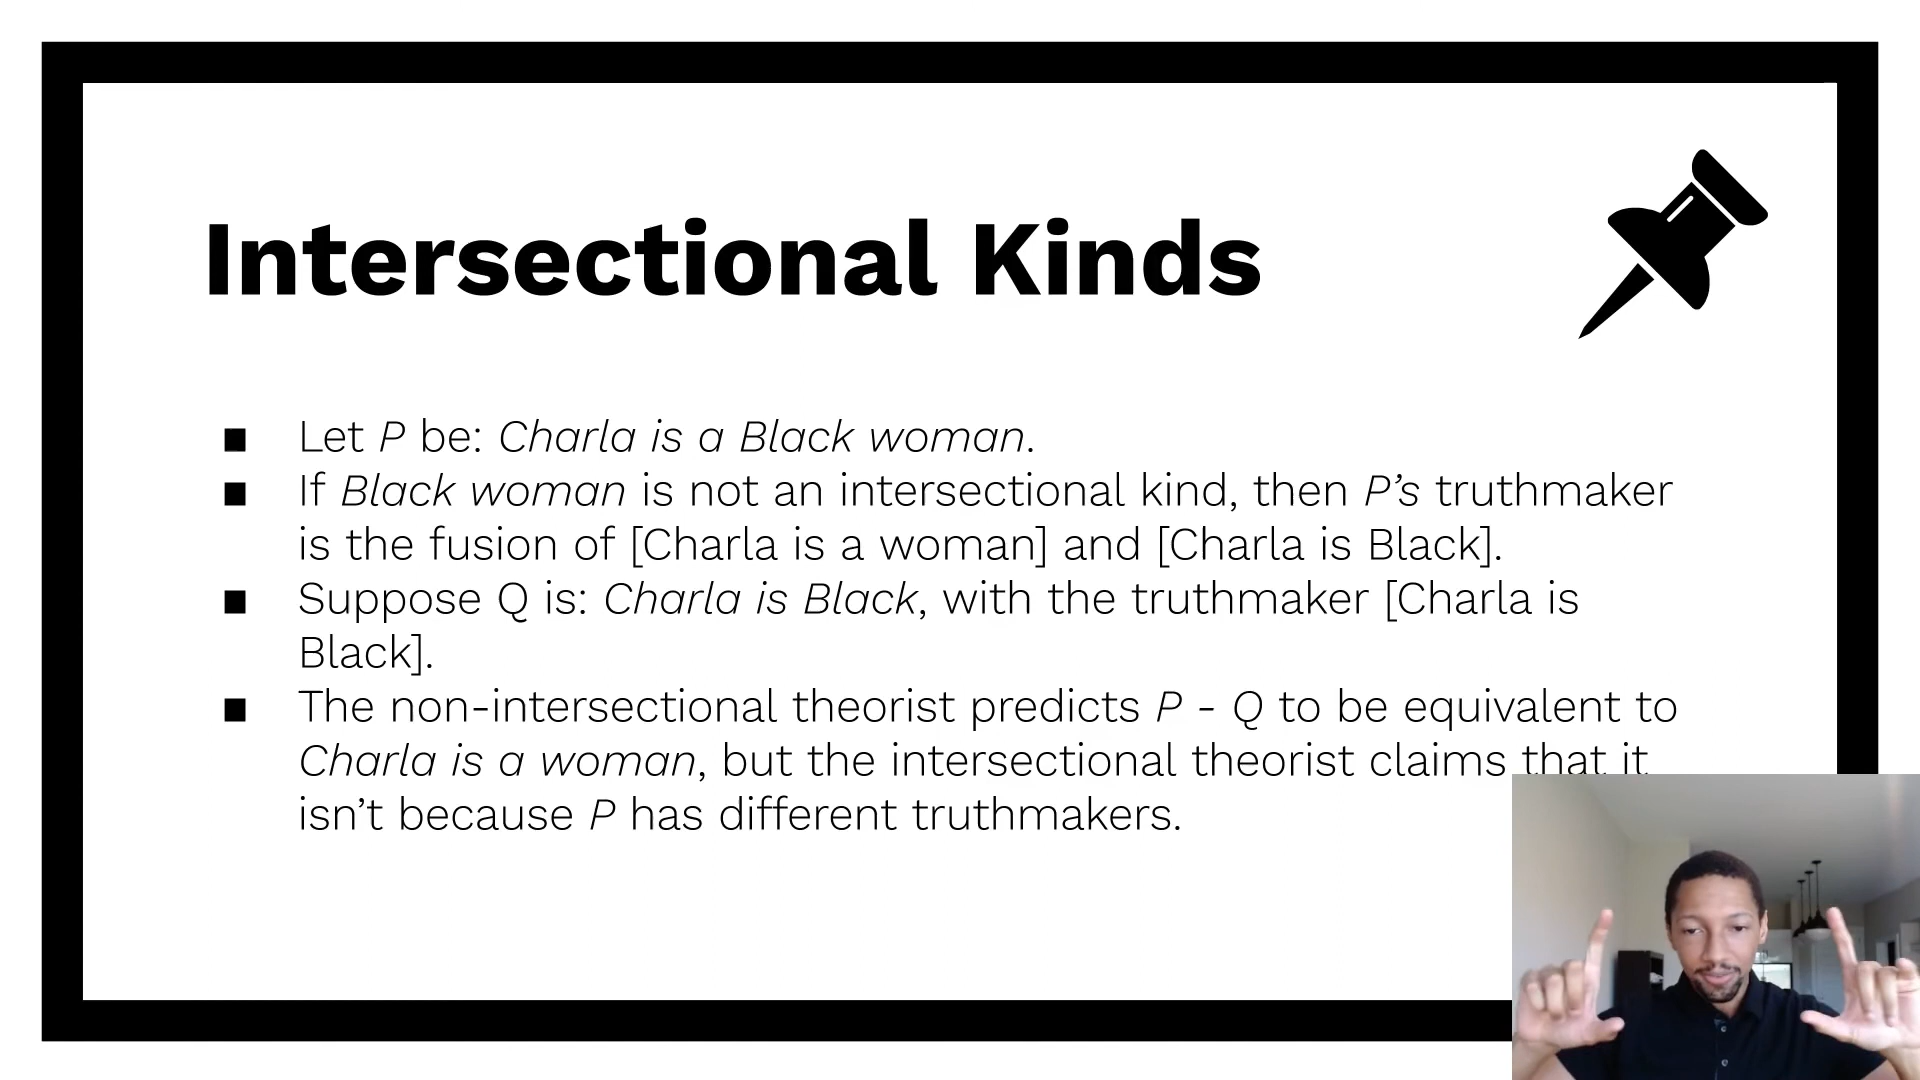 Intersectional Kinds
■ Let P be: Charla is a Black woman.
■ If Black woman is not an intersectional kind, then P’s truthmaker
is the fusion of [Charla is a woman] and [Charla is Black].
■ Suppose Q is: Charla is Black, with the truthmaker [Charla is
Black].
■ The non-intersectional theorist predicts P - Q to be equivalent to
Charla is a woman, but the intersectional theorist claims that it
isn’t because P has different truthmakers.